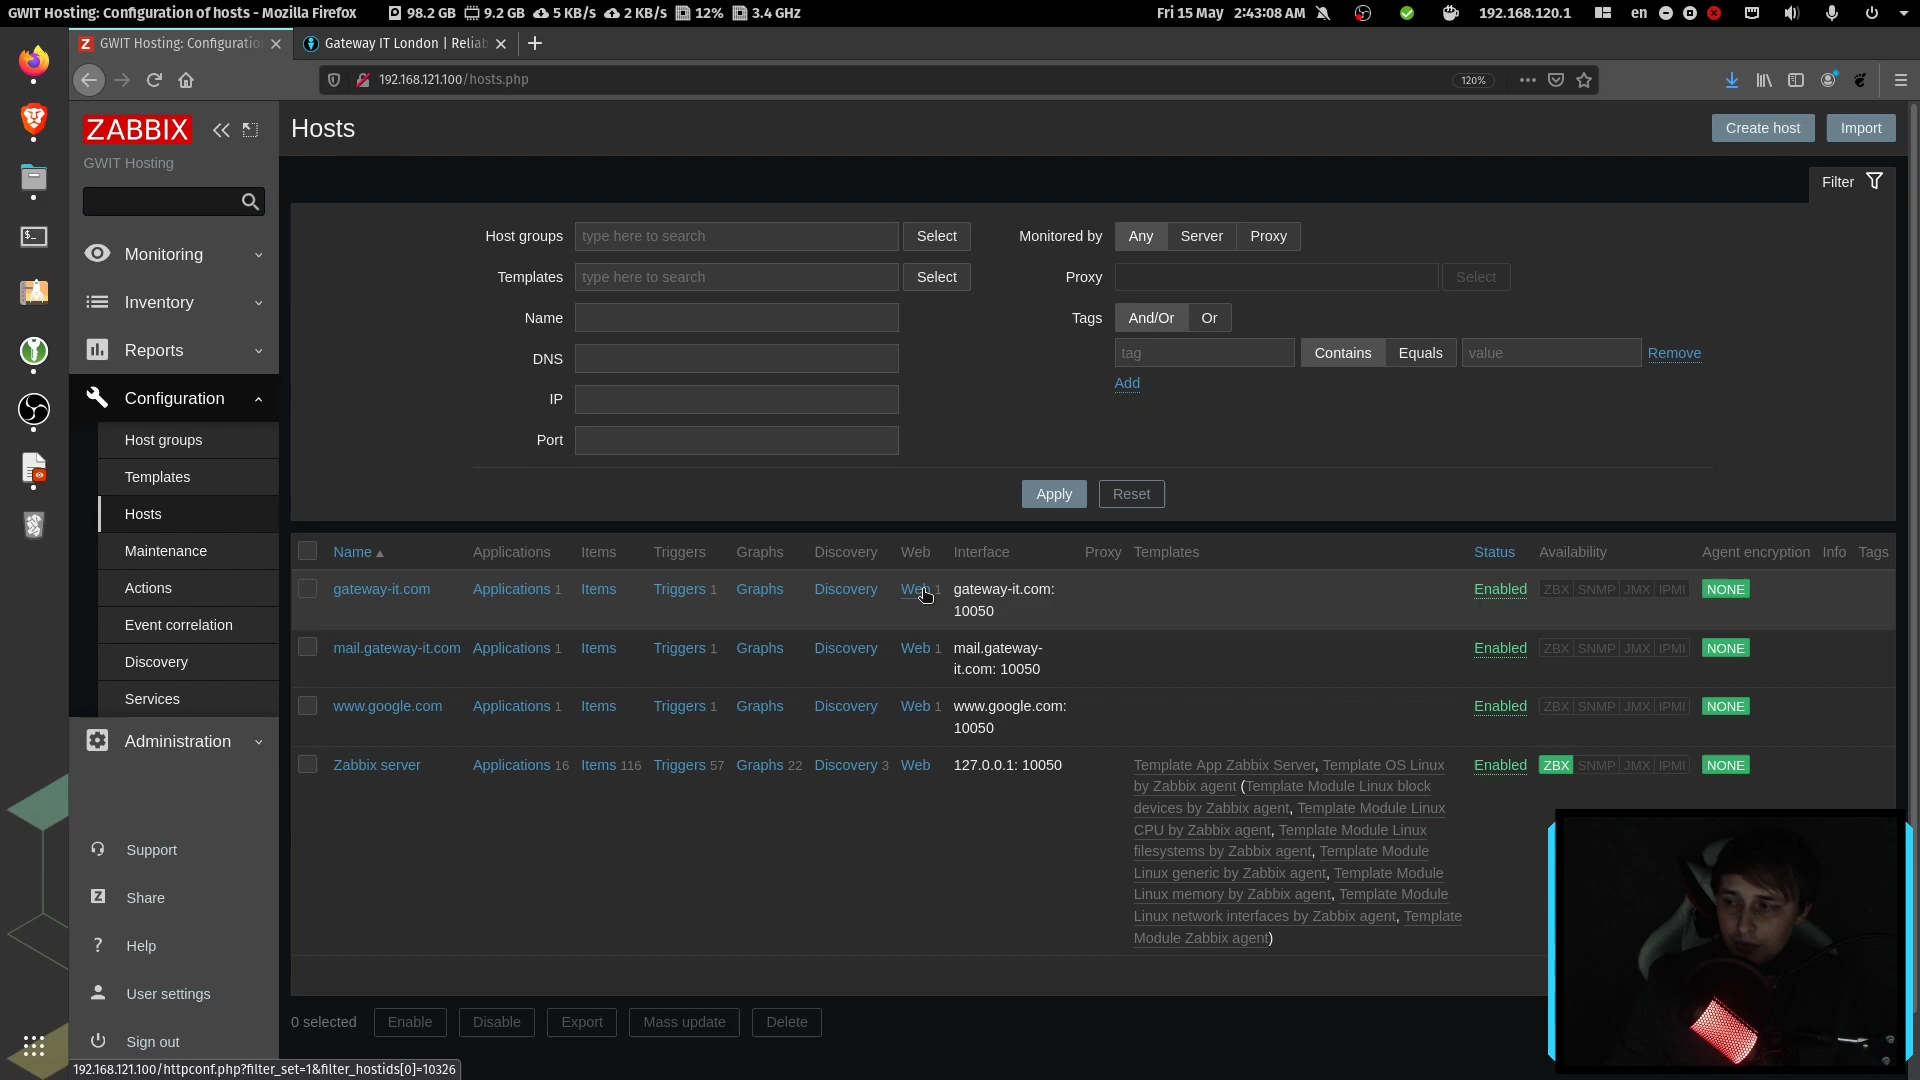 GWIT Hosting: Configuration of hosts - Mozilla Firefox
98.2 GB 9.2 GB 5 KB/s 2 KB/s 12% 3.4 GHz
Fri 15 May 2:43:08 AM
192.168.120.1
en
GWIT Hosting: Configuratio
Gateway IT London | Reliab
192.168.121.100/hosts.php
120%
ZABBIX
GWIT Hosting
Monitoring
Inventory
Reports
Configuration
Host groups
Templates
Hosts
Maintenance
Actions
Event correlation
Discovery
Services
Administration
Support
Share
Help
User settings
Sign out
Hosts
Create host
Import
Filter
Host groups type here to search Select
Templates type here to search Select
Name
DNS
IP
Port
Monitored by Any Server Proxy
Proxy Select
Tags And/Or Or
tag Contains Equals value Remove
Add
Apply Reset
Name Applications Items Triggers Graphs Discovery Web Interface Proxy Templates Status Availability Agent encryption Info Tags
gateway-it.com Applications 1 Items Triggers 1 Graphs Discovery Web 1 gateway-it.com: Enabled ZBX SNMP JMX IPMI NONE
10050
mail.gateway-it.com Applications 1 Items Triggers 1 Graphs Discovery Web 1 mail.gateway- Enabled ZBX SNMP JMX IPMI NONE
it.com: 10050
www.google.com Applications 1 Items Triggers 1 Graphs Discovery Web 1 www.google.com: Enabled ZBX SNMP JMX IPMI NONE
10050
Zabbix server Applications 16 Items 116 Triggers 57 Graphs 22 Discovery 3 Web 127.0.0.1: 10050 Template App Zabbix Server, Template OS Linux Enabled ZBX SNMP JMX IPMI NONE
by Zabbix agent (Template Module Linux block
devices by Zabbix agent, Template Module Linux
CPU by Zabbix agent, Template Module Linux
filesystems by Zabbix agent, Template Module
Linux generic by Zabbix agent, Template Module
Linux memory by Zabbix agent, Template Module
Linux network interfaces by Zabbix agent, Template
Module Zabbix agent)
0 selected Enable Disable Export Mass update Delete
192.168.121.100/httpconf.php?filter_set=1&filter_hostids[0]=10326